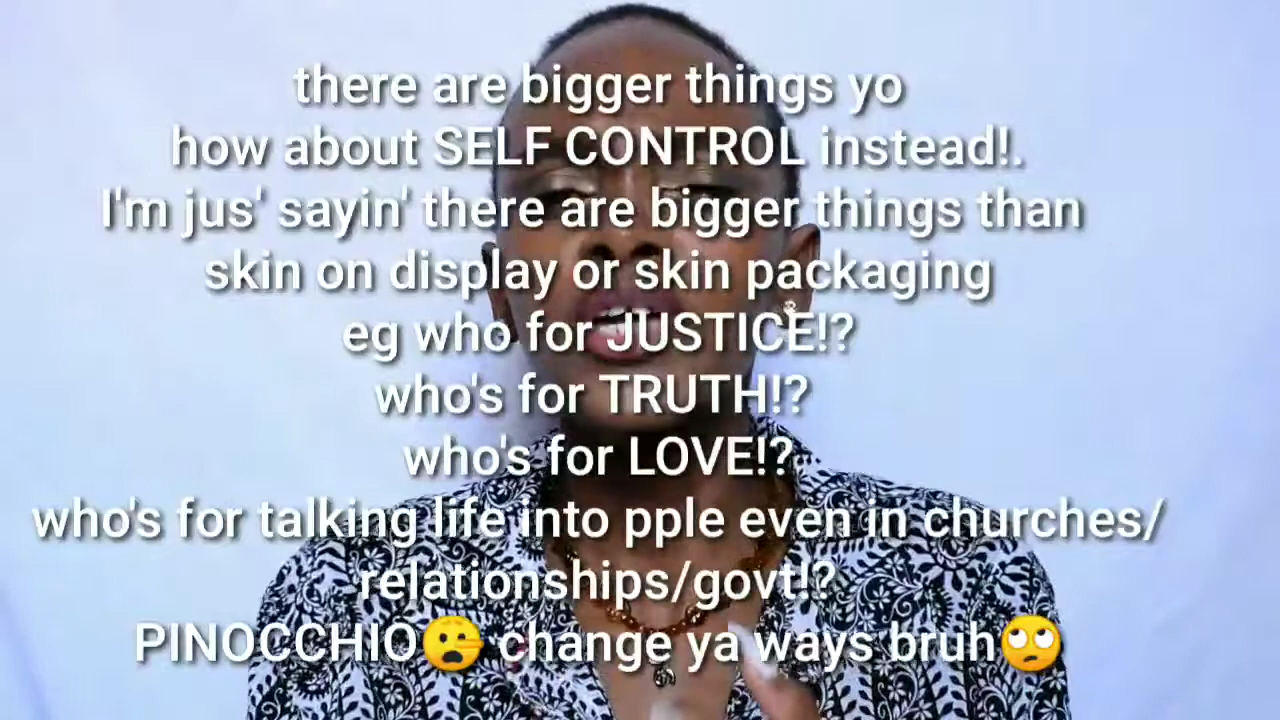 there are bigger things yo
how about SELF CONTROL instead!.
I'm jus' sayin' there are bigger things than
skin on display or skin packaging
eg who for JUSTICE!?
who's for TRUTH!?
who's for LOVE!?
who's for talking life into pple even in churches/
relationships/govt!?
PINOCCHIO🤥 change ya ways bruh🙄